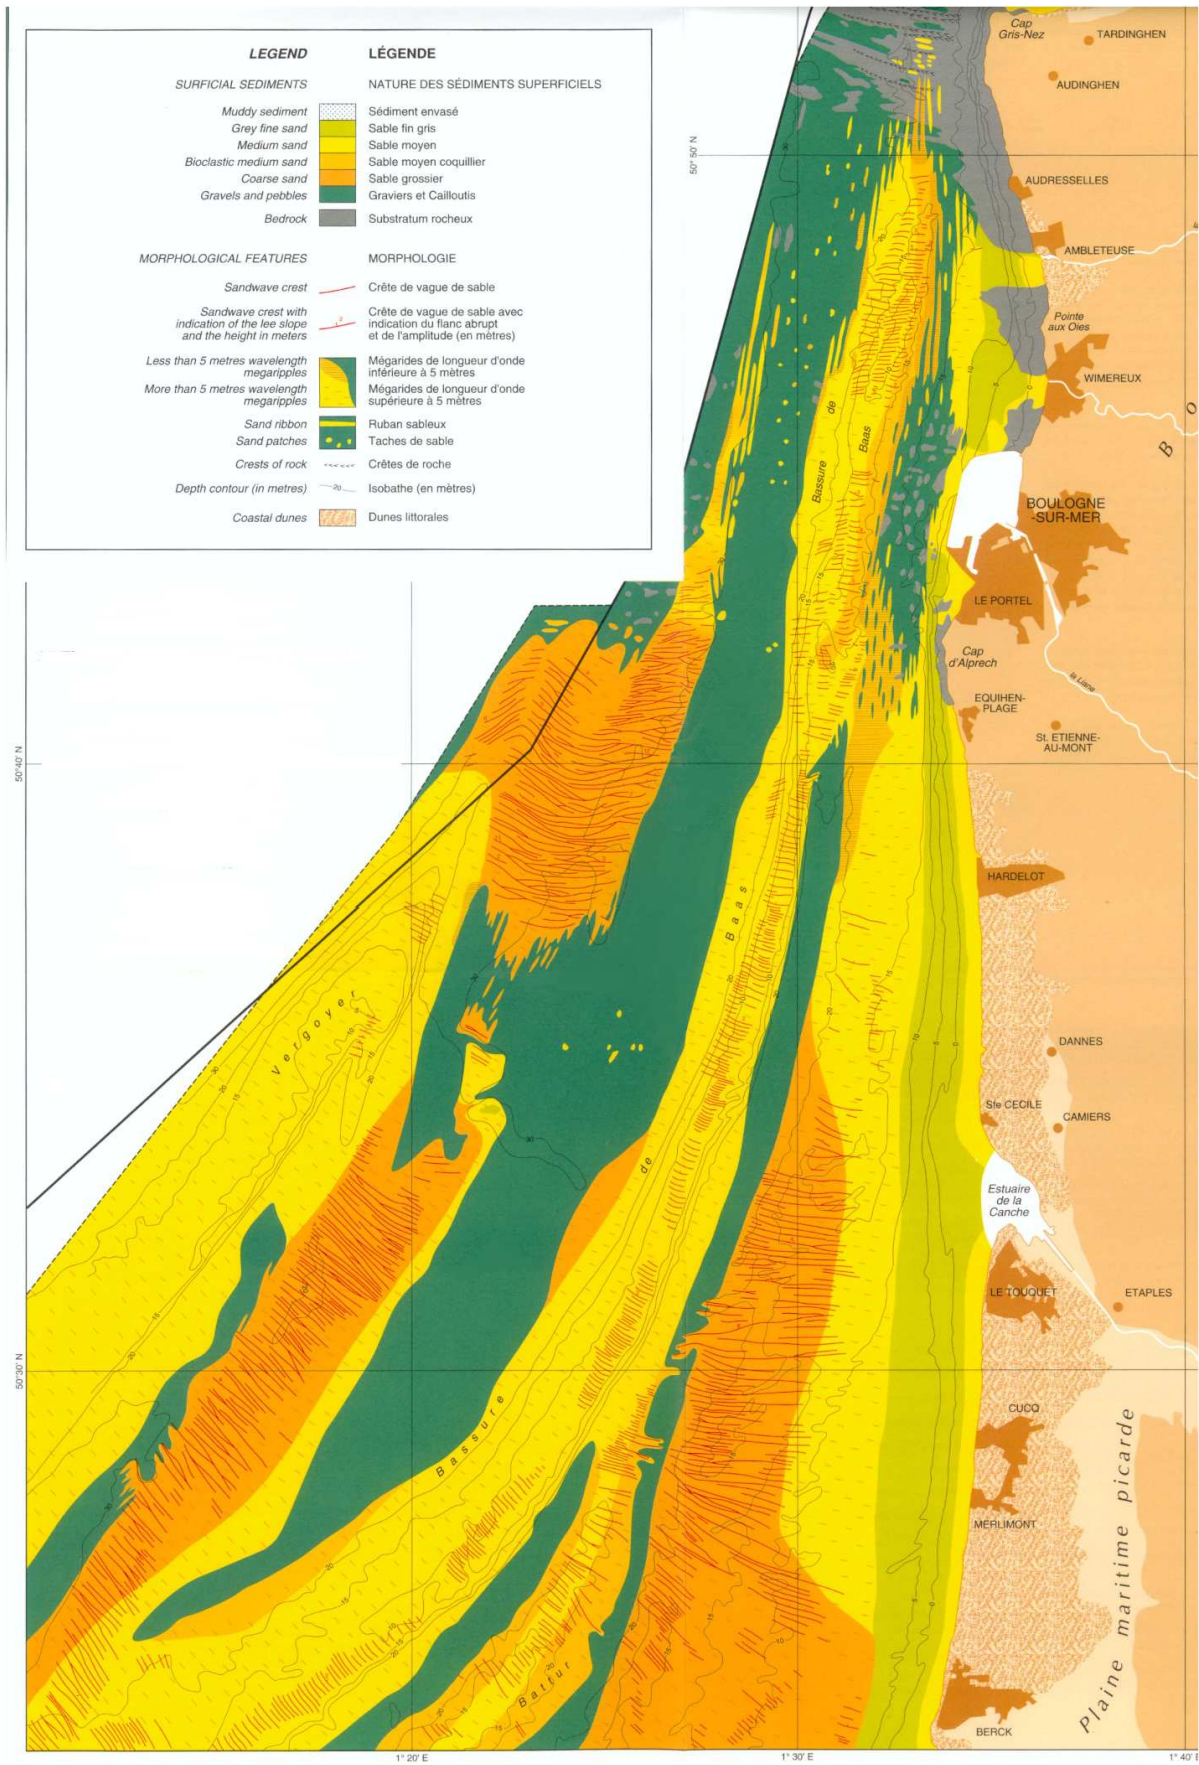 LEGEND LÉGENDE
SURFICIAL SEDIMENTS NATURE DES SÉDIMENTS SUPERFICIELS
Muddy sediment Sédiment envasé
Grey fine sand Sable fin gris
Medium sand Sable moyen
Bioclastic medium sand Sable moyen coquillier
Coarse sand Sable grossier
Gravels and pebbles Graviers et Cailloutis
Bedrock Substratum rocheux
MORPHOLOGICAL FEATURES MORPHOLOGIE
Sandwave crest Crête de vague de sable
Sandwave crest with
indication of the lee slope
and the height in meters
Crête de vague de sable avec
indication du flanc abrupt
et de l'amplitude (en mètres)
Less than 5 metres wavelength
megaripples
Mégarides de longueur d'onde
inférieure à 5 mètres
More than 5 metres wavelength
megaripples
Mégarides de longueur d'onde
supérieure à 5 mètres
Sand ribbon Ruban sableux
Sand patches Taches de sable
Crests of rock Crêtes de roche
Depth contour (in metres) 20 Isobathe (en mètres)
Coastal dunes Dunes littorales
Cap
Gris-Nez
TARDINGHEN
AUDINGHEN
50° 50' N
AUDRESSELLES
AMBLETEUSE
Pointe
aux Oies
WIMEREUX
B O
Bassure de Baas
BOULOGNE
-SUR-MER
LE PORTEL
Cap
d'Alprech
la Liane
EQUIHEN-
PLAGE
St. ETIENNE-
AU-MONT
50°40' N
HARDELOT
Vergoyer
Bassure de Baas
DANNES
Ste CECILE
CAMIERS
Estuaire
de la
Canche
LE TOUQUET
ETAPLES
50°30' N
CUCQ
MERLIMONT
Plaine maritime picarde
Battur
BERCK
1° 20' E
1° 30' E
1° 40' E